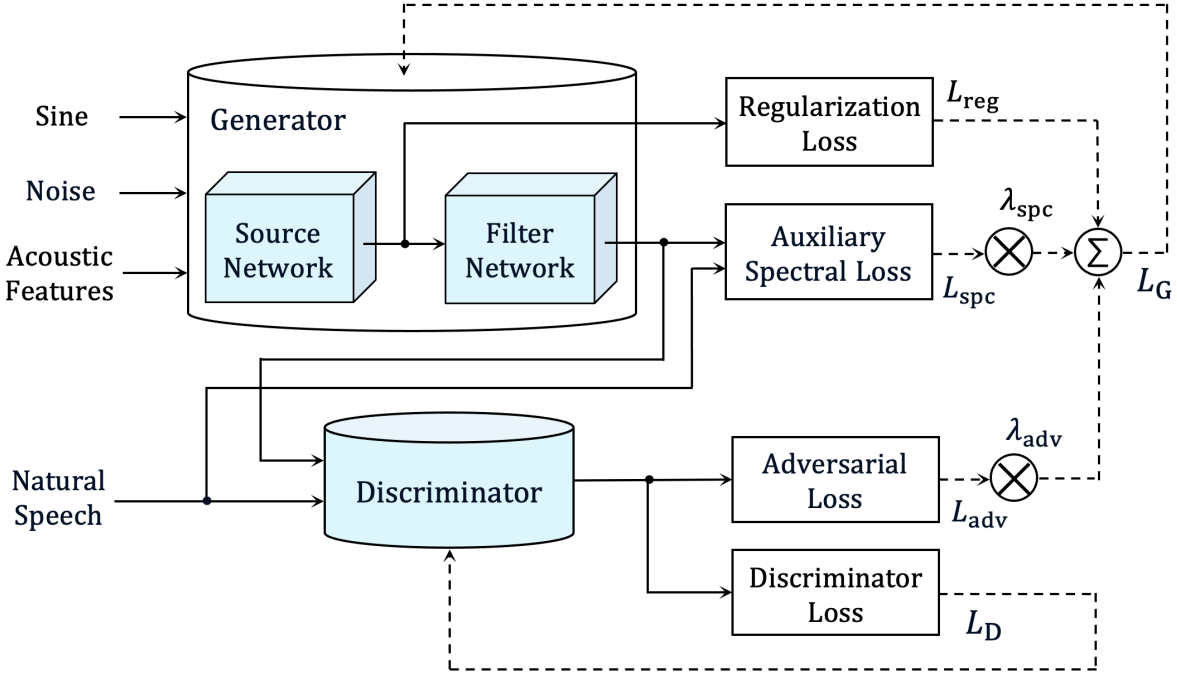 Sine
Noise
Acoustic
Features
Generator
Source
Network
Filter
Network
Regularization
Loss
L_reg
Auxiliary
Spectral Loss
L_spc
λ_spc
Σ
L_G
Natural
Speech
Discriminator
Adversarial
Loss
L_adv
λ_adv
Discriminator
Loss
L_D